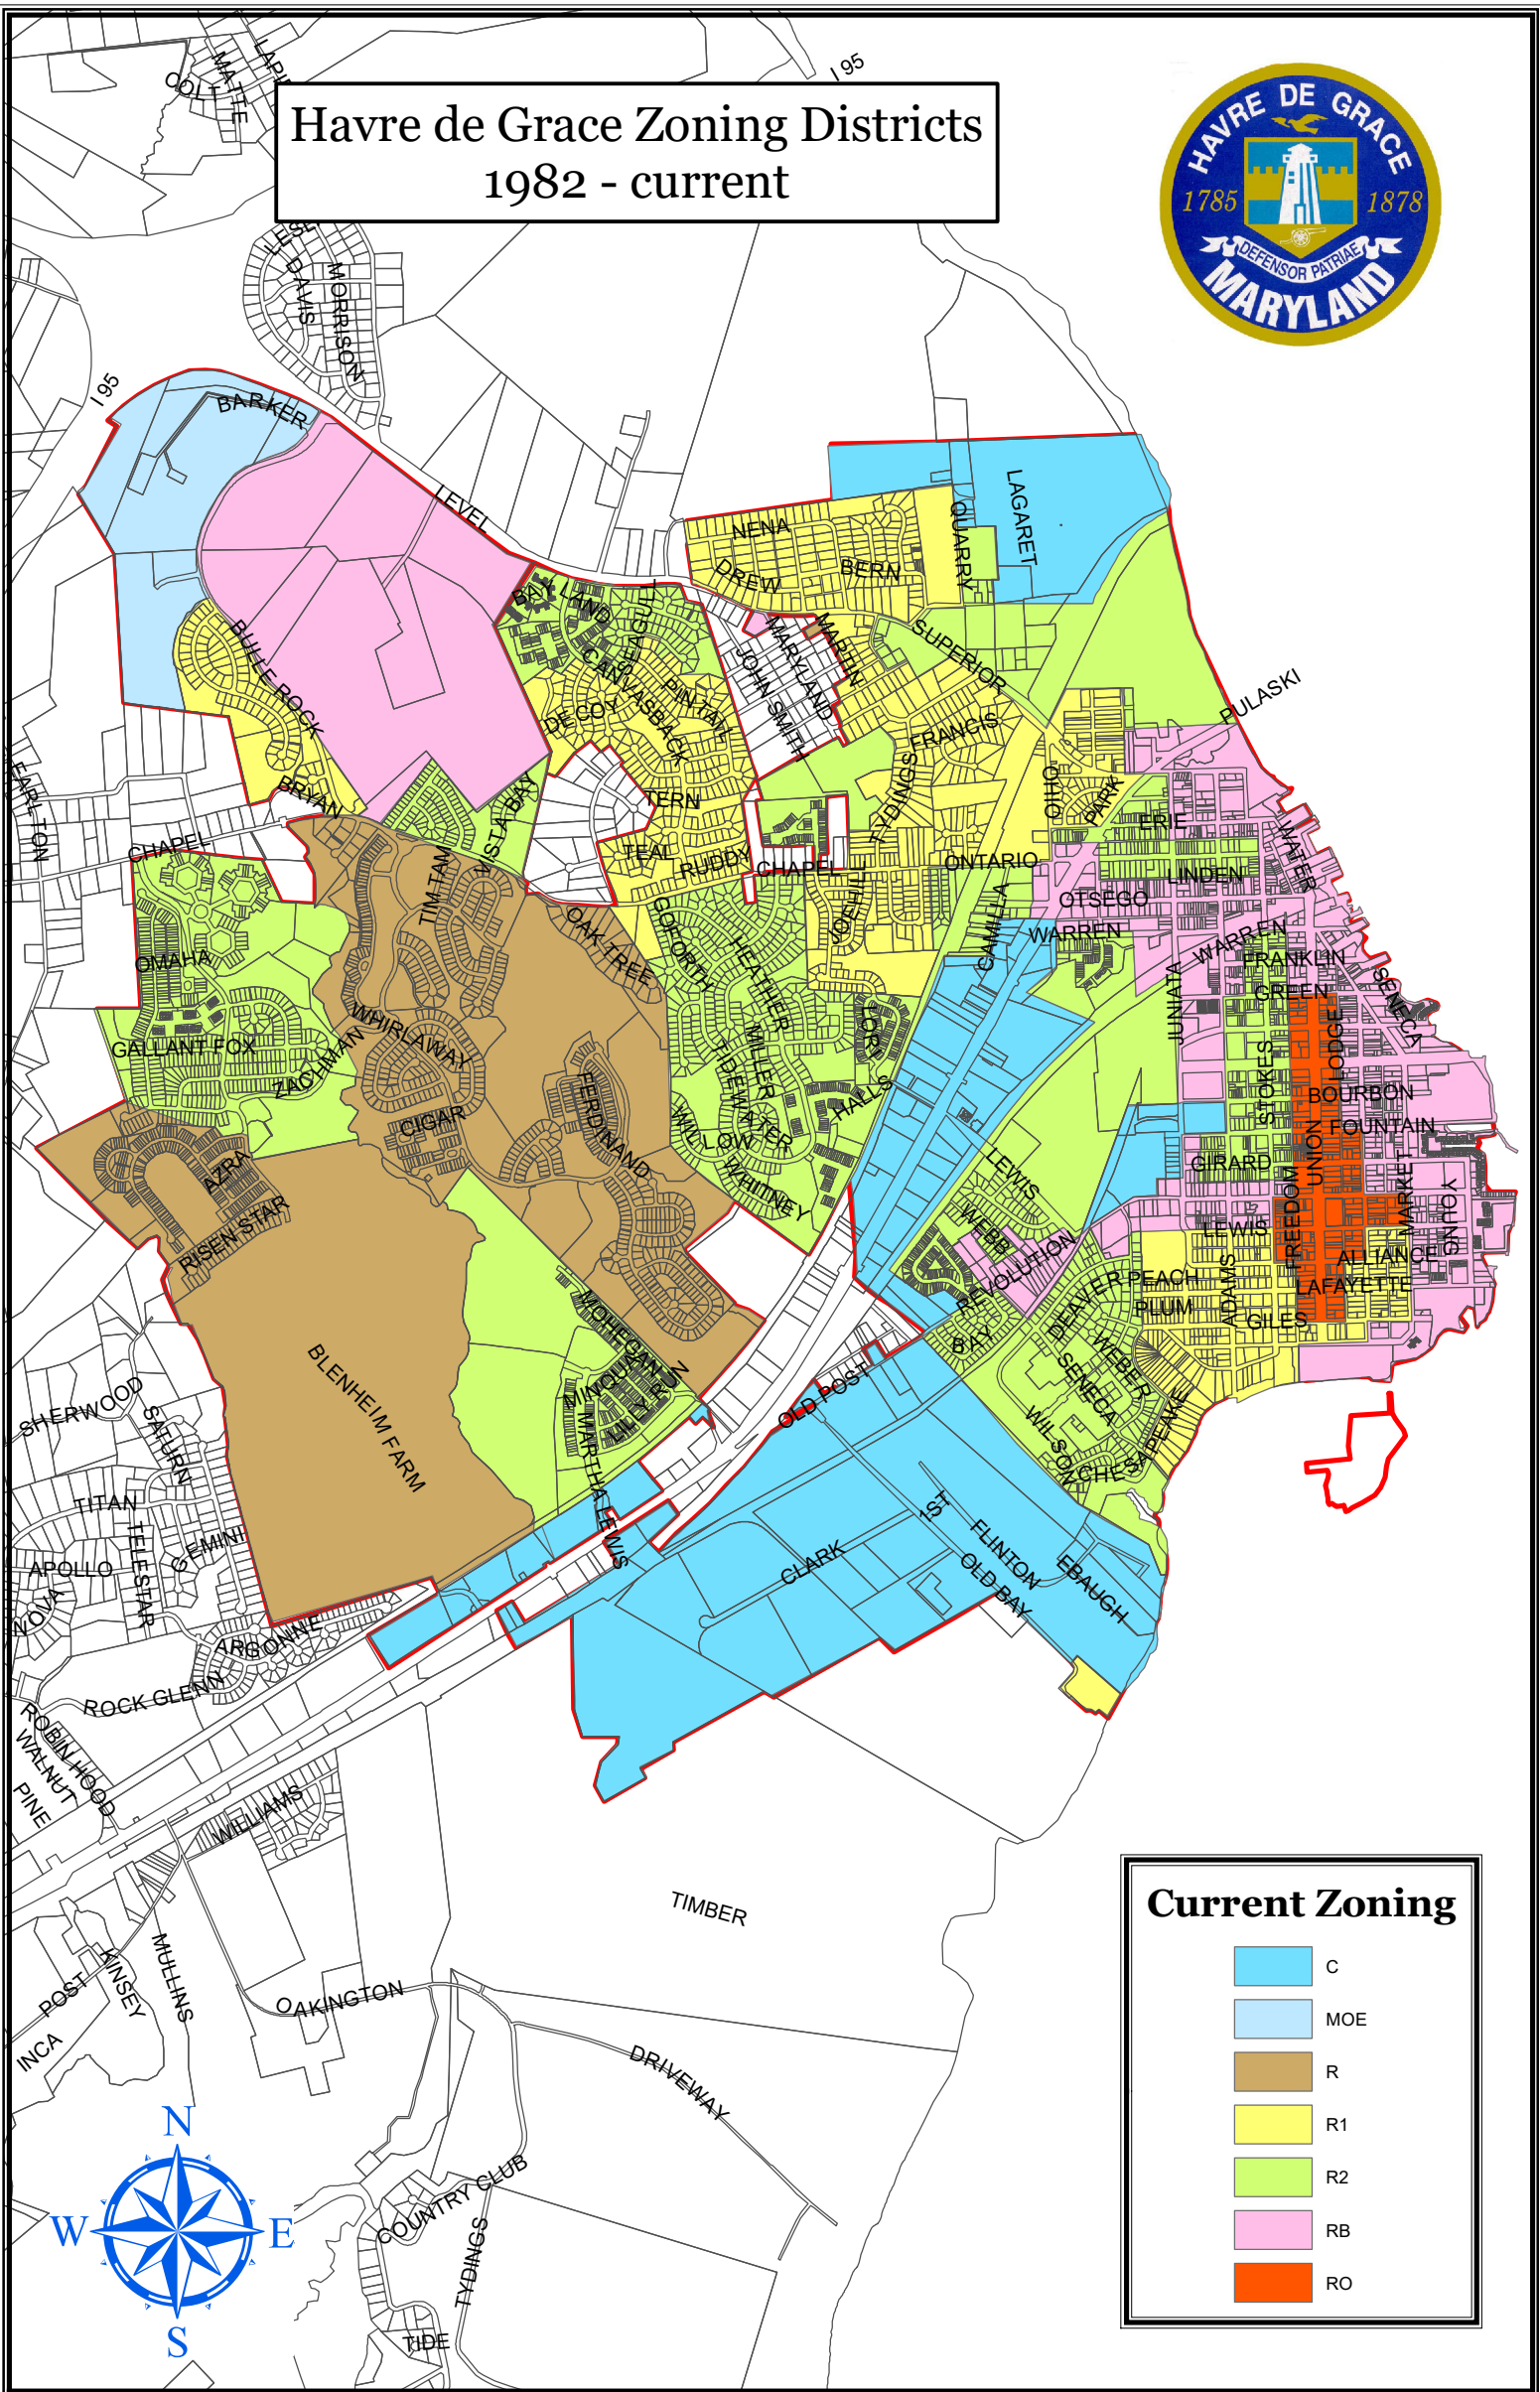 I 95
MATTE
COLT
Havre de Grace Zoning Districts
1982 - current
HAVRE DE GRACE
1785
1878
DEFENSOR PATRIAE
MARYLAND
DAVIS
MORRISON
I 95
BARKER
LEVEL
LAGARET
QUARRY
NENA
DREW
BERN
BAY LAND
SEAGULL
CANVASBACK
PINTAIL
DECOY
MARYLAND
JOHN SMITH
MARTIN
SUPERIOR
BULLE ROCK
PULASKI
FRANCIS
TYDINGS
OHIO
PARK
EARLTON
BRYAN
CHAPEL
VISTA BAY
TERN
TEAL
RUDDY
CHAPEL
ONTARIO
ERIE
WATER
LINDEN
OTSEGO
TIM TAM
OAK TREE
GOFORTH
JOEHILL
CAMILLA
WARREN
WARREN
FRANKLIN
GREEN
SENECA
OMAHA
HEATHER
JUNIATA
LODGE
GALLANT FOX
ZACHMAN
WHIRLAWAY
MILLER
TIDEWATER
HALLS
STOKES
BOURBON
FOUNTAIN
CIGAR
FERDINAND
WILLOW
WHITNEY
GIRARD
UNION
FREEDOM
MARKET
YOUNG
AZRA
RISEN STAR
LEWIS
WEBB
REVOLUTION
LEWIS
ALLIANCE
LAFAYETTE
DEAVER
PEACH
PLUM
ADAMS
GILES
BAY
WEBER
SENECA
WILSON
CHESAPEAKE
MOHEGAN
MINQUA
LILLY RUN
MARTHA LEWIS
OLD POST
BLENHEIM FARM
SHERWOOD
SATURN
TITAN
TELESTAR
GEMINI
APOLLO
NOVA
ARGONNE
ROCK GLENN
CLARK
1ST
FLINTON
OLD BAY
EBAUGH
ROBIN HOOD
WALNUT
PINE
WILLIAMS
TIMBER
MULLINS
KINSEY
POST
INCA
OAKINGTON
DRIVEWAY
COUNTRY CLUB
TYDINGS
TIDE
N
W
E
S
Current Zoning
C
MOE
R
R1
R2
RB
RO